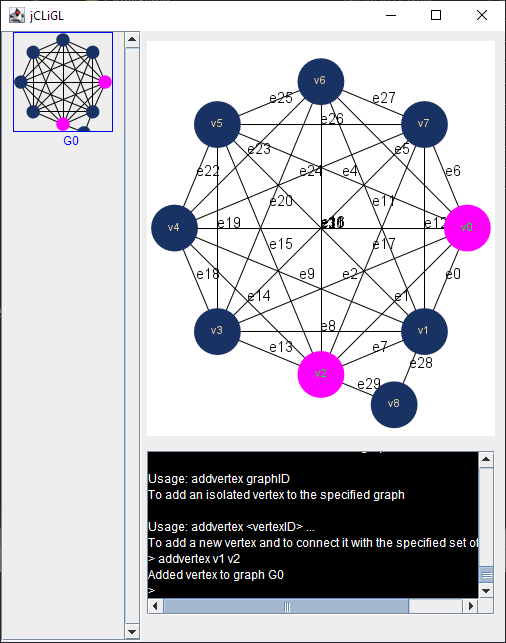 jCLiGL
G0
v6
e25
e27
e26
v5
v7
e23
e5
e22
e24
e4
e6
e20
e11
v4
e19
e12
v0
e15
e17
e18
e9
e2
e0
e14
e1
v3
e8
v1
e13
e7
e28
v2
e29
v8
Usage: addvertex graphID
To add an isolated vertex to the specified graph
Usage: addvertex <vertexID> ...
To add a new vertex and to connect it with the specified set of
> addvertex v1 v2
Added vertex to graph G0
>